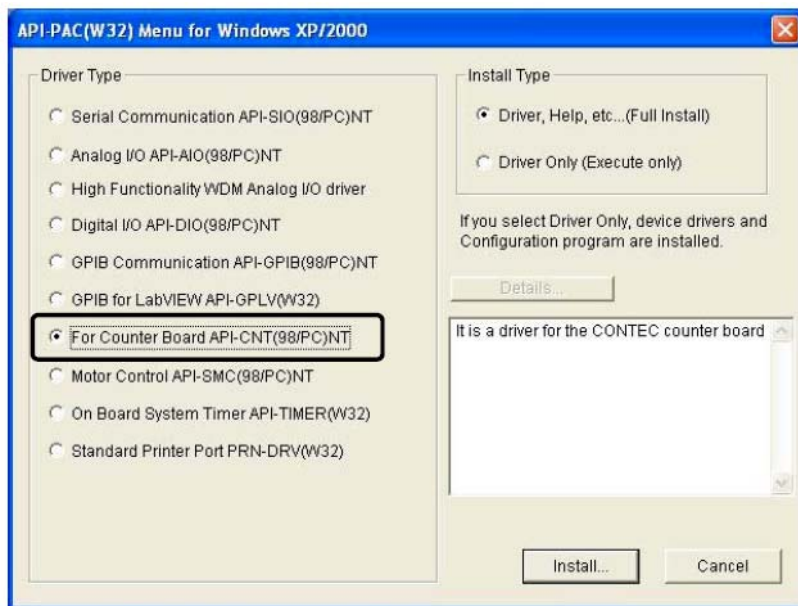 API-PAC(W32) Menu for Windows XP/2000
Driver Type
Serial Communication API-SIO(98/PC)NT
Analog I/O API-AIO(98/PC)NT
High Functionality WDM Analog I/O driver
Digital I/O API-DIO(98/PC)NT
GPIB Communication API-GPIB(98/PC)NT
GPIB for LabVIEW API-GPLV(W32)
For Counter Board API-CNT(98/PC)NT
Motor Control API-SMC(98/PC)NT
On Board System Timer API-TIMER(W32)
Standard Printer Port PRN-DRV(W32)
Install Type
Driver, Help, etc...(Full Install)
Driver Only (Execute only)
If you select Driver Only, device drivers and
Configuration program are installed.
Details...
It is a driver for the CONTEC counter board
Install...
Cancel